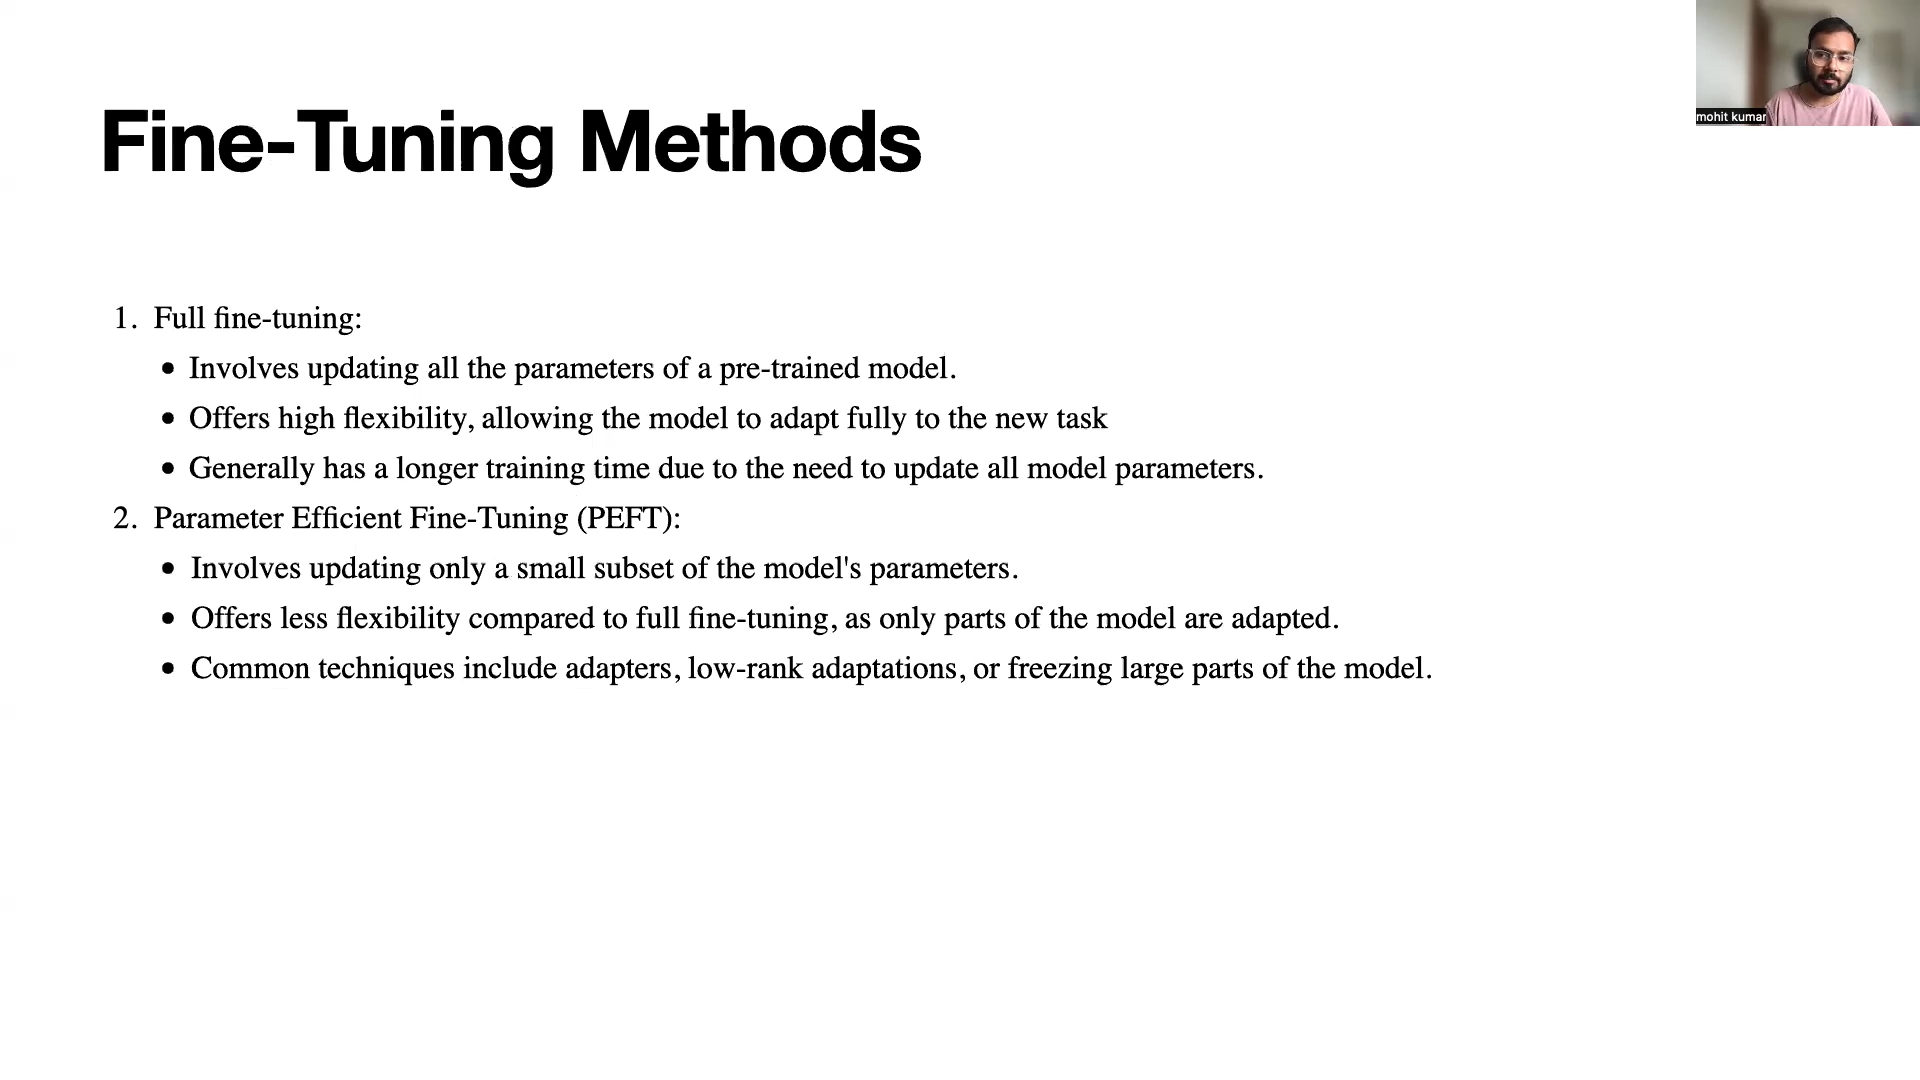 mohit kumar
Fine-Tuning Methods
1. Full fine-tuning:
• Involves updating all the parameters of a pre-trained model.
• Offers high flexibility, allowing the model to adapt fully to the new task
• Generally has a longer training time due to the need to update all model parameters.
2. Parameter Efficient Fine-Tuning (PEFT):
• Involves updating only a small subset of the model's parameters.
• Offers less flexibility compared to full fine-tuning, as only parts of the model are adapted.
• Common techniques include adapters, low-rank adaptations, or freezing large parts of the model.